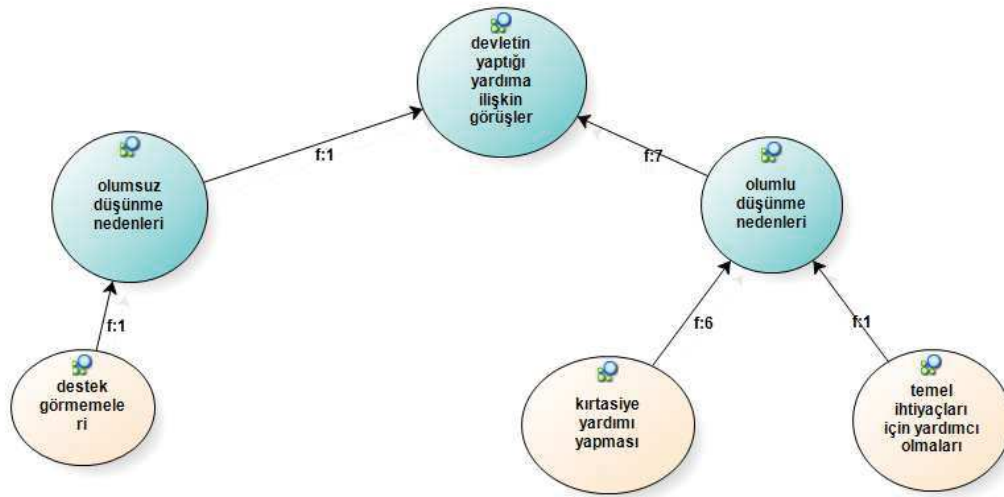 devletin
yaptığı
yardıma
ilişkin
görüşler
f:1
f:7
olumsuz
düşünme
nedenleri
olumlu
düşünme
nedenleri
f:1
f:6
f:1
destek
görmemele
ri
kırtasiye
yardımı
yapması
temel
ihtiyaçları
için yardımcı
olmaları